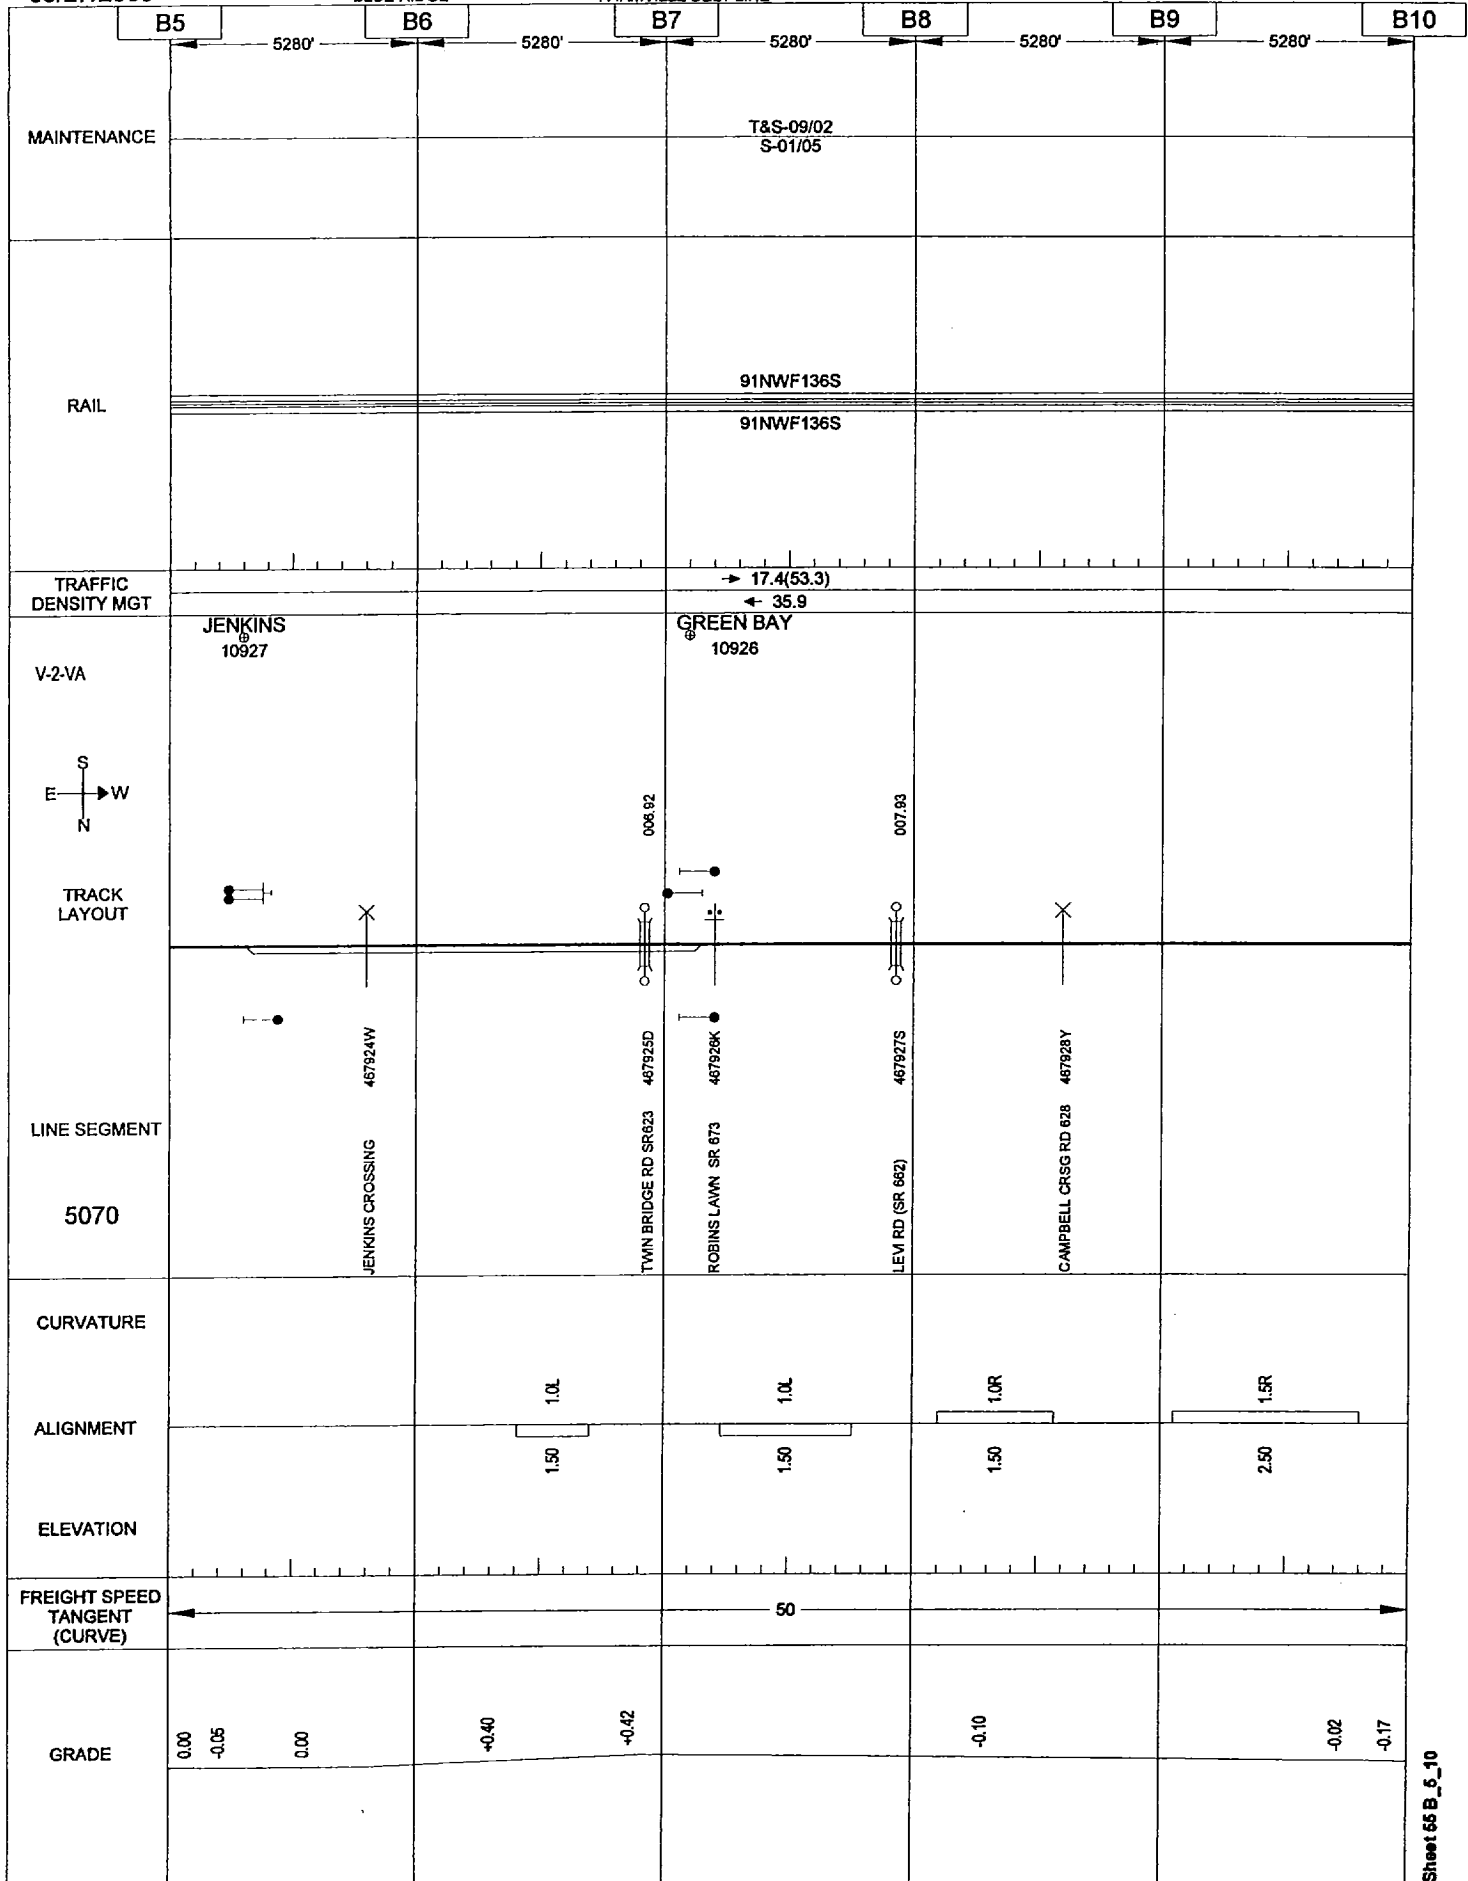 B5 B6 B7 B8 B9 B10
5280' 5280' 5280' 5280' 5280'
MAINTENANCE
T&S-09/02
S-01/05
RAIL
91NWF136S
91NWF136S
TRAFFIC
DENSITY MGT
17.4(53.3)
35.9
JENKINS
10927
GREEN BAY
10926
V-2-VA
S
E W
N
006.92
007.93
TRACK
LAYOUT
467924W
467925D
467926K
467927S
467928Y
LINE SEGMENT
5070
JENKINS CROSSING
TWIN BRIDGE RD SR623
ROBINS LAWN SR 673
LEVI RD (SR 662)
CAMPBELL CRSG RD 628
CURVATURE
1.0L 1.0L 1.0R 1.5R
ALIGNMENT
1.50 1.50 1.50 2.50
ELEVATION
FREIGHT SPEED
TANGENT
(CURVE)
50
GRADE
0.00 -0.05 0.00 +0.40 +0.42 -0.10 -0.02 -0.17
Sheet 55 B_5_10